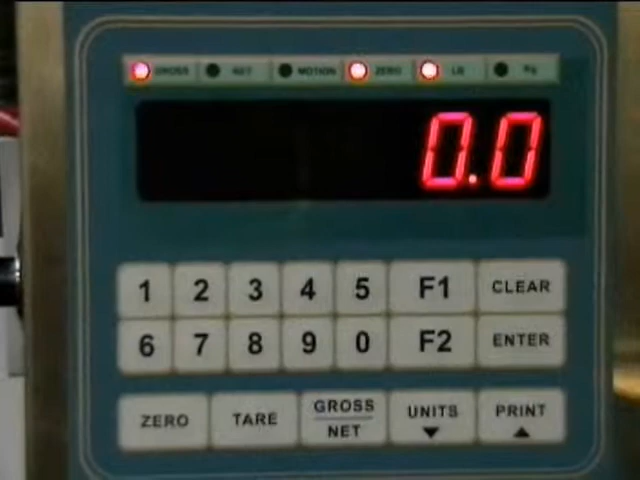 GROSS NET MOTION ZERO LB Kg
0.0
1 2 3 4 5 F1 CLEAR
6 7 8 9 0 F2 ENTER
ZERO TARE GROSS NET UNITS PRINT